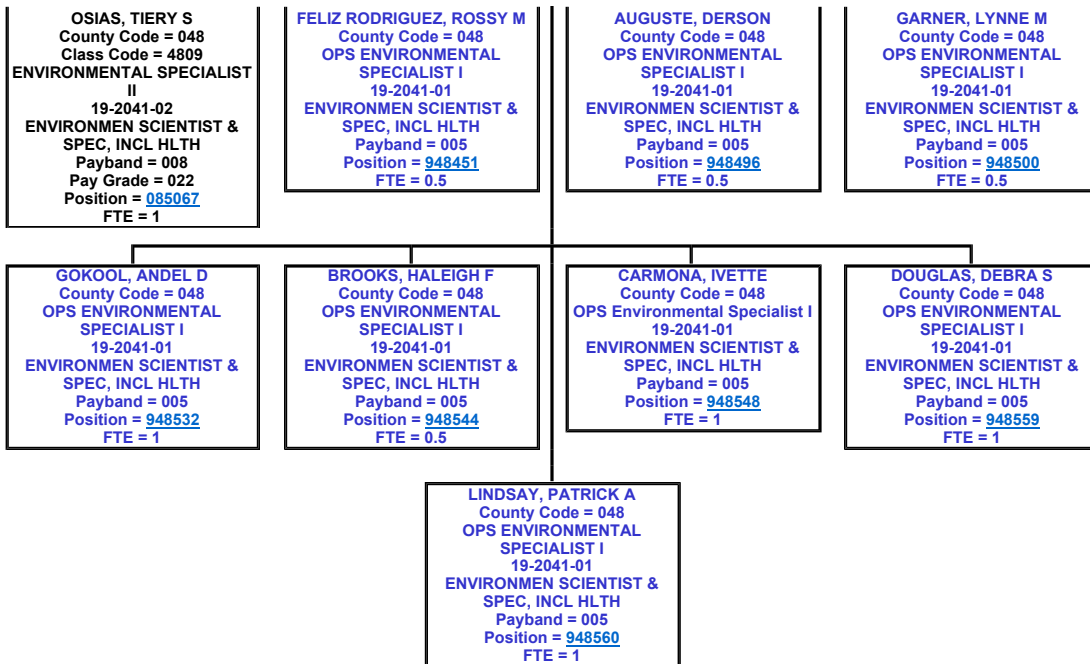 OSIAS, TIERY S
County Code = 048
Class Code = 4809
ENVIRONMENTAL SPECIALIST
II
19-2041-02
ENVIRONMEN SCIENTIST &
SPEC, INCL HLTH
Payband = 008
Pay Grade = 022
Position = 085067
FTE = 1
FELIZ RODRIGUEZ, ROSSY M
County Code = 048
OPS ENVIRONMENTAL
SPECIALIST I
19-2041-01
ENVIRONMEN SCIENTIST &
SPEC, INCL HLTH
Payband = 005
Position = 948451
FTE = 0.5
AUGUSTE, DERSON
County Code = 048
OPS ENVIRONMENTAL
SPECIALIST I
19-2041-01
ENVIRONMEN SCIENTIST &
SPEC, INCL HLTH
Payband = 005
Position = 948496
FTE = 0.5
GARNER, LYNNE M
County Code = 048
OPS ENVIRONMENTAL
SPECIALIST I
19-2041-01
ENVIRONMEN SCIENTIST &
SPEC, INCL HLTH
Payband = 005
Position = 948500
FTE = 0.5
GOKOOL, ANDEL D
County Code = 048
OPS ENVIRONMENTAL
SPECIALIST I
19-2041-01
ENVIRONMEN SCIENTIST &
SPEC, INCL HLTH
Payband = 005
Position = 948532
FTE = 1
BROOKS, HALEIGH F
County Code = 048
OPS ENVIRONMENTAL
SPECIALIST I
19-2041-01
ENVIRONMEN SCIENTIST &
SPEC, INCL HLTH
Payband = 005
Position = 948544
FTE = 0.5
CARMONA, IVETTE
County Code = 048
OPS Environmental Specialist I
19-2041-01
ENVIRONMEN SCIENTIST &
SPEC, INCL HLTH
Payband = 005
Position = 948548
FTE = 1
DOUGLAS, DEBRA S
County Code = 048
OPS ENVIRONMENTAL
SPECIALIST I
19-2041-01
ENVIRONMEN SCIENTIST &
SPEC, INCL HLTH
Payband = 005
Position = 948559
FTE = 1
LINDSAY, PATRICK A
County Code = 048
OPS ENVIRONMENTAL
SPECIALIST I
19-2041-01
ENVIRONMEN SCIENTIST &
SPEC, INCL HLTH
Payband = 005
Position = 948560
FTE = 1